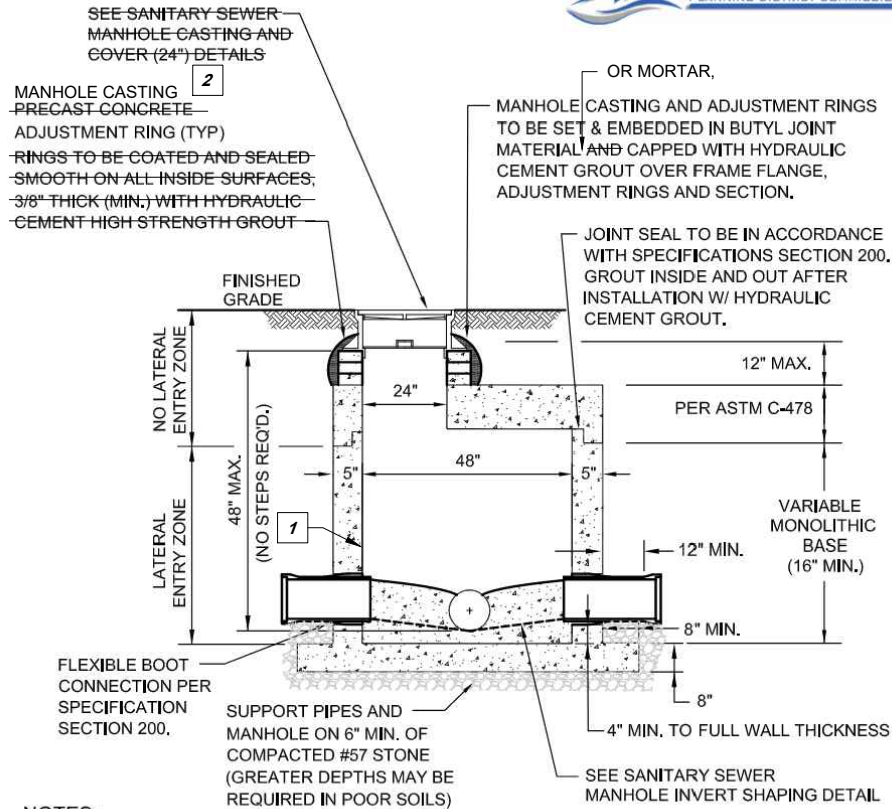 PLANNING DISTRICT COMMISSION
SEE SANITARY SEWER
MANHOLE CASTING AND
COVER (24") DETAILS
2
MANHOLE CASTING
PRECAST CONCRETE
ADJUSTMENT RING (TYP)
RINGS TO BE COATED AND SEALED
SMOOTH ON ALL INSIDE SURFACES,
3/8" THICK (MIN.) WITH HYDRAULIC
CEMENT HIGH STRENGTH GROUT
OR MORTAR,
MANHOLE CASTING AND ADJUSTMENT RINGS
TO BE SET & EMBEDDED IN BUTYL JOINT
MATERIAL AND CAPPED WITH HYDRAULIC
CEMENT GROUT OVER FRAME FLANGE,
ADJUSTMENT RINGS AND SECTION.
JOINT SEAL TO BE IN ACCORDANCE
WITH SPECIFICATIONS SECTION 200.
GROUT INSIDE AND OUT AFTER
INSTALLATION W/ HYDRAULIC
CEMENT GROUT.
FINISHED
GRADE
NO LATERAL
ENTRY ZONE
LATERAL
ENTRY ZONE
48" MAX.
(NO STEPS REQ'D.)
24"
12" MAX.
PER ASTM C-478
5"
48"
5"
1
VARIABLE
MONOLITHIC
BASE
(16" MIN.)
12" MIN.
8" MIN.
8"
4" MIN. TO FULL WALL THICKNESS
FLEXIBLE BOOT
CONNECTION PER
SPECIFICATION
SECTION 200.
SUPPORT PIPES AND
MANHOLE ON 6" MIN. OF
COMPACTED #57 STONE
(GREATER DEPTHS MAY BE
REQUIRED IN POOR SOILS)
SEE SANITARY SEWER
MANHOLE INVERT SHAPING DETAIL